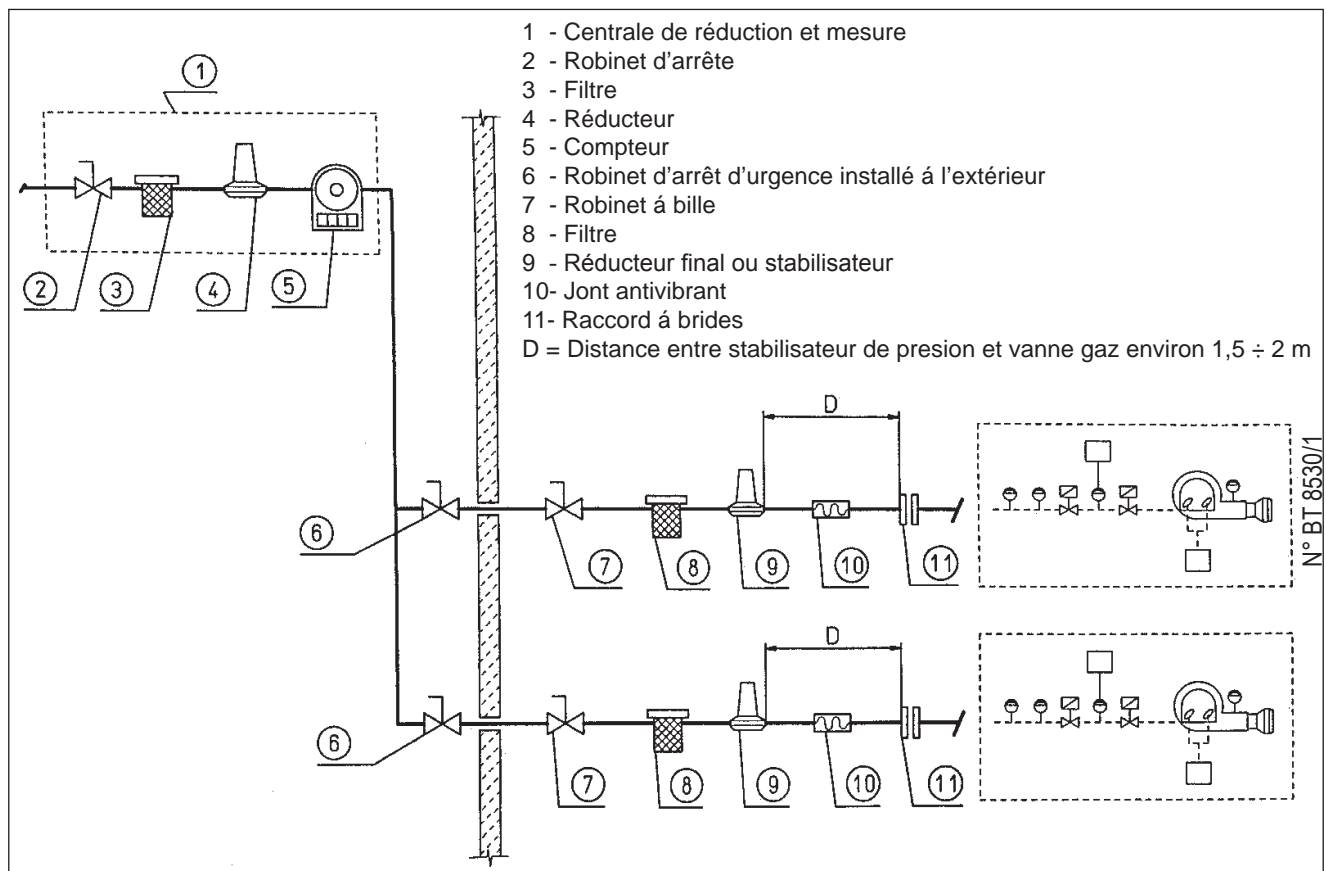 1 - Centrale de réduction et mesure
2 - Robinet d'arrête
3 - Filtre
4 - Réducteur
5 - Compteur
6 - Robinet d'arrêt d'urgence installé á l'extérieur
7 - Robinet á bille
8 - Filtre
9 - Réducteur final ou stabilisateur
10- Jont antivibrant
11- Raccord á brides
D = Distance entre stabilisateur de presion et vanne gaz environ 1,5 ÷ 2 m
1
2 3 4 5
D
6 7 8 9 10 11
N° BT 8530/1
D
6 7 8 9 10 11